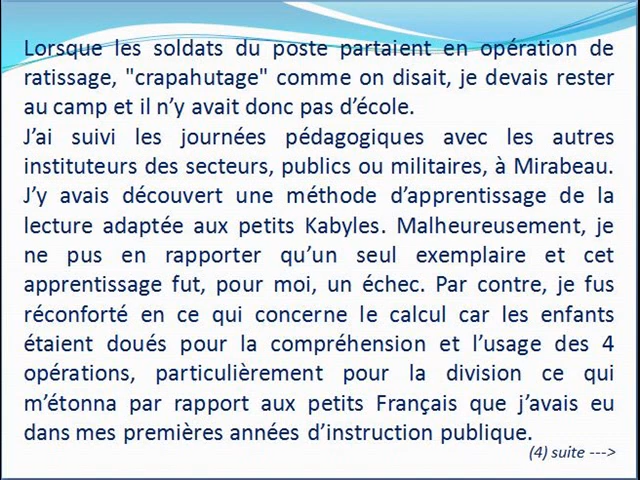 Lorsque les soldats du poste partaient en opération de
ratissage, "crapahutage" comme on disait, je devais rester
au camp et il n’y avait donc pas d’école.
J’ai suivi les journées pédagogiques avec les autres
instituteurs des secteurs, publics ou militaires, à Mirabeau.
J’y avais découvert une méthode d’apprentissage de la
lecture adaptée aux petits Kabyles. Malheureusement, je
ne pus en rapporter qu’un seul exemplaire et cet
apprentissage fut, pour moi, un échec. Par contre, je fus
réconforté en ce qui concerne le calcul car les enfants
étaient doués pour la compréhension et l’usage des 4
opérations, particulièrement pour la division ce qui
m’étonna par rapport aux petits Français que j’avais eu
dans mes premières années d’instruction publique.
(4) suite --->